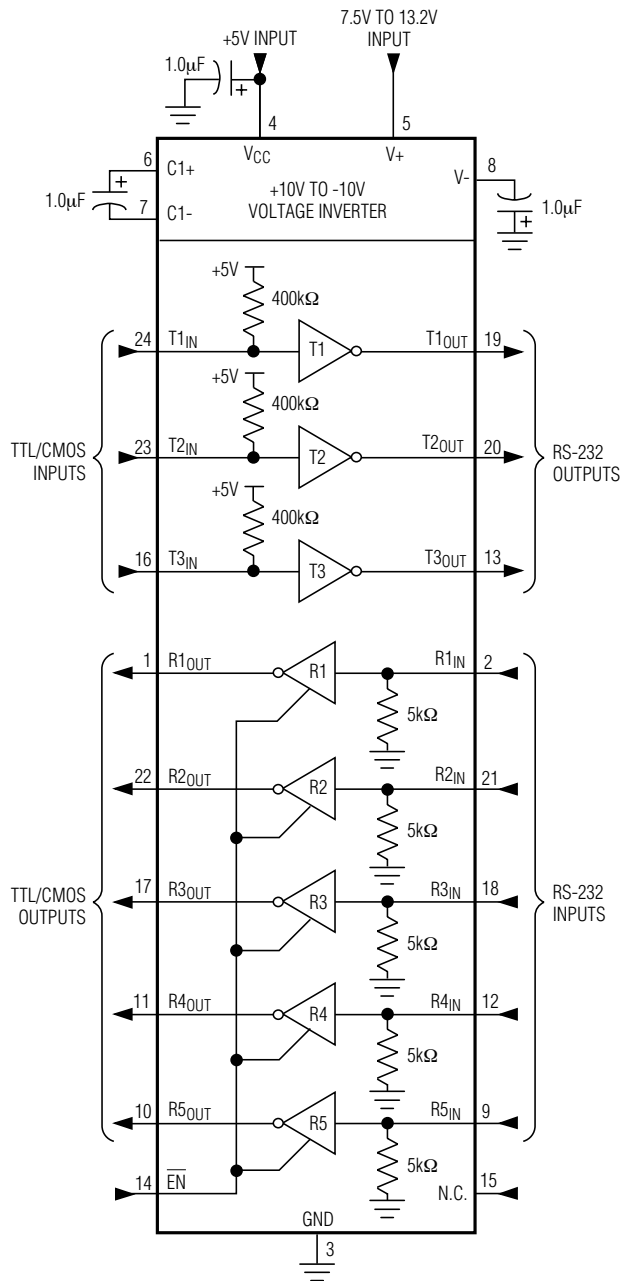 7.5V TO 13.2V
INPUT
+5V INPUT
1.0µF
+
4
5
VCC
V+
6
C1+
+
1.0µF
7
C1-
+10V TO -10V
VOLTAGE INVERTER
V-
8
1.0µF
+
+5V
400kΩ
24
T1IN
T1
T1OUT
19
+5V
400kΩ
TTL/CMOS
INPUTS
23
T2IN
T2
T2OUT
20
RS-232
OUTPUTS
+5V
400kΩ
16
T3IN
T3
T3OUT
13
1
R1OUT
R1
R1IN
2
5kΩ
22
R2OUT
R2
R2IN
21
5kΩ
TTL/CMOS
OUTPUTS
17
R3OUT
R3
R3IN
18
RS-232
INPUTS
5kΩ
11
R4OUT
R4
R4IN
12
5kΩ
10
R5OUT
R5
R5IN
9
5kΩ
14
EN
N.C.
15
GND
3